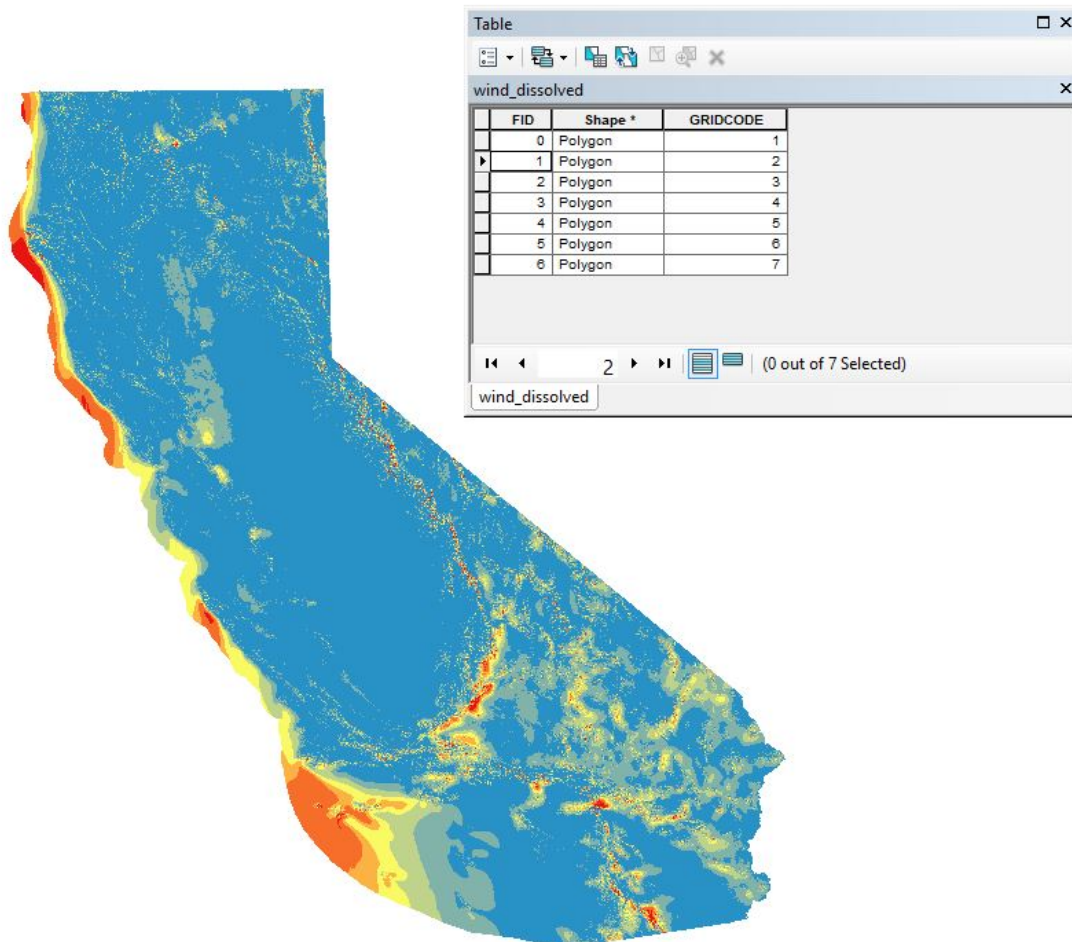 Table
wind_dissolved
FID Shape * GRIDCODE
0 Polygon 1
1 Polygon 2
2 Polygon 3
3 Polygon 4
4 Polygon 5
5 Polygon 6
6 Polygon 7
2 (0 out of 7 Selected)
wind_dissolved